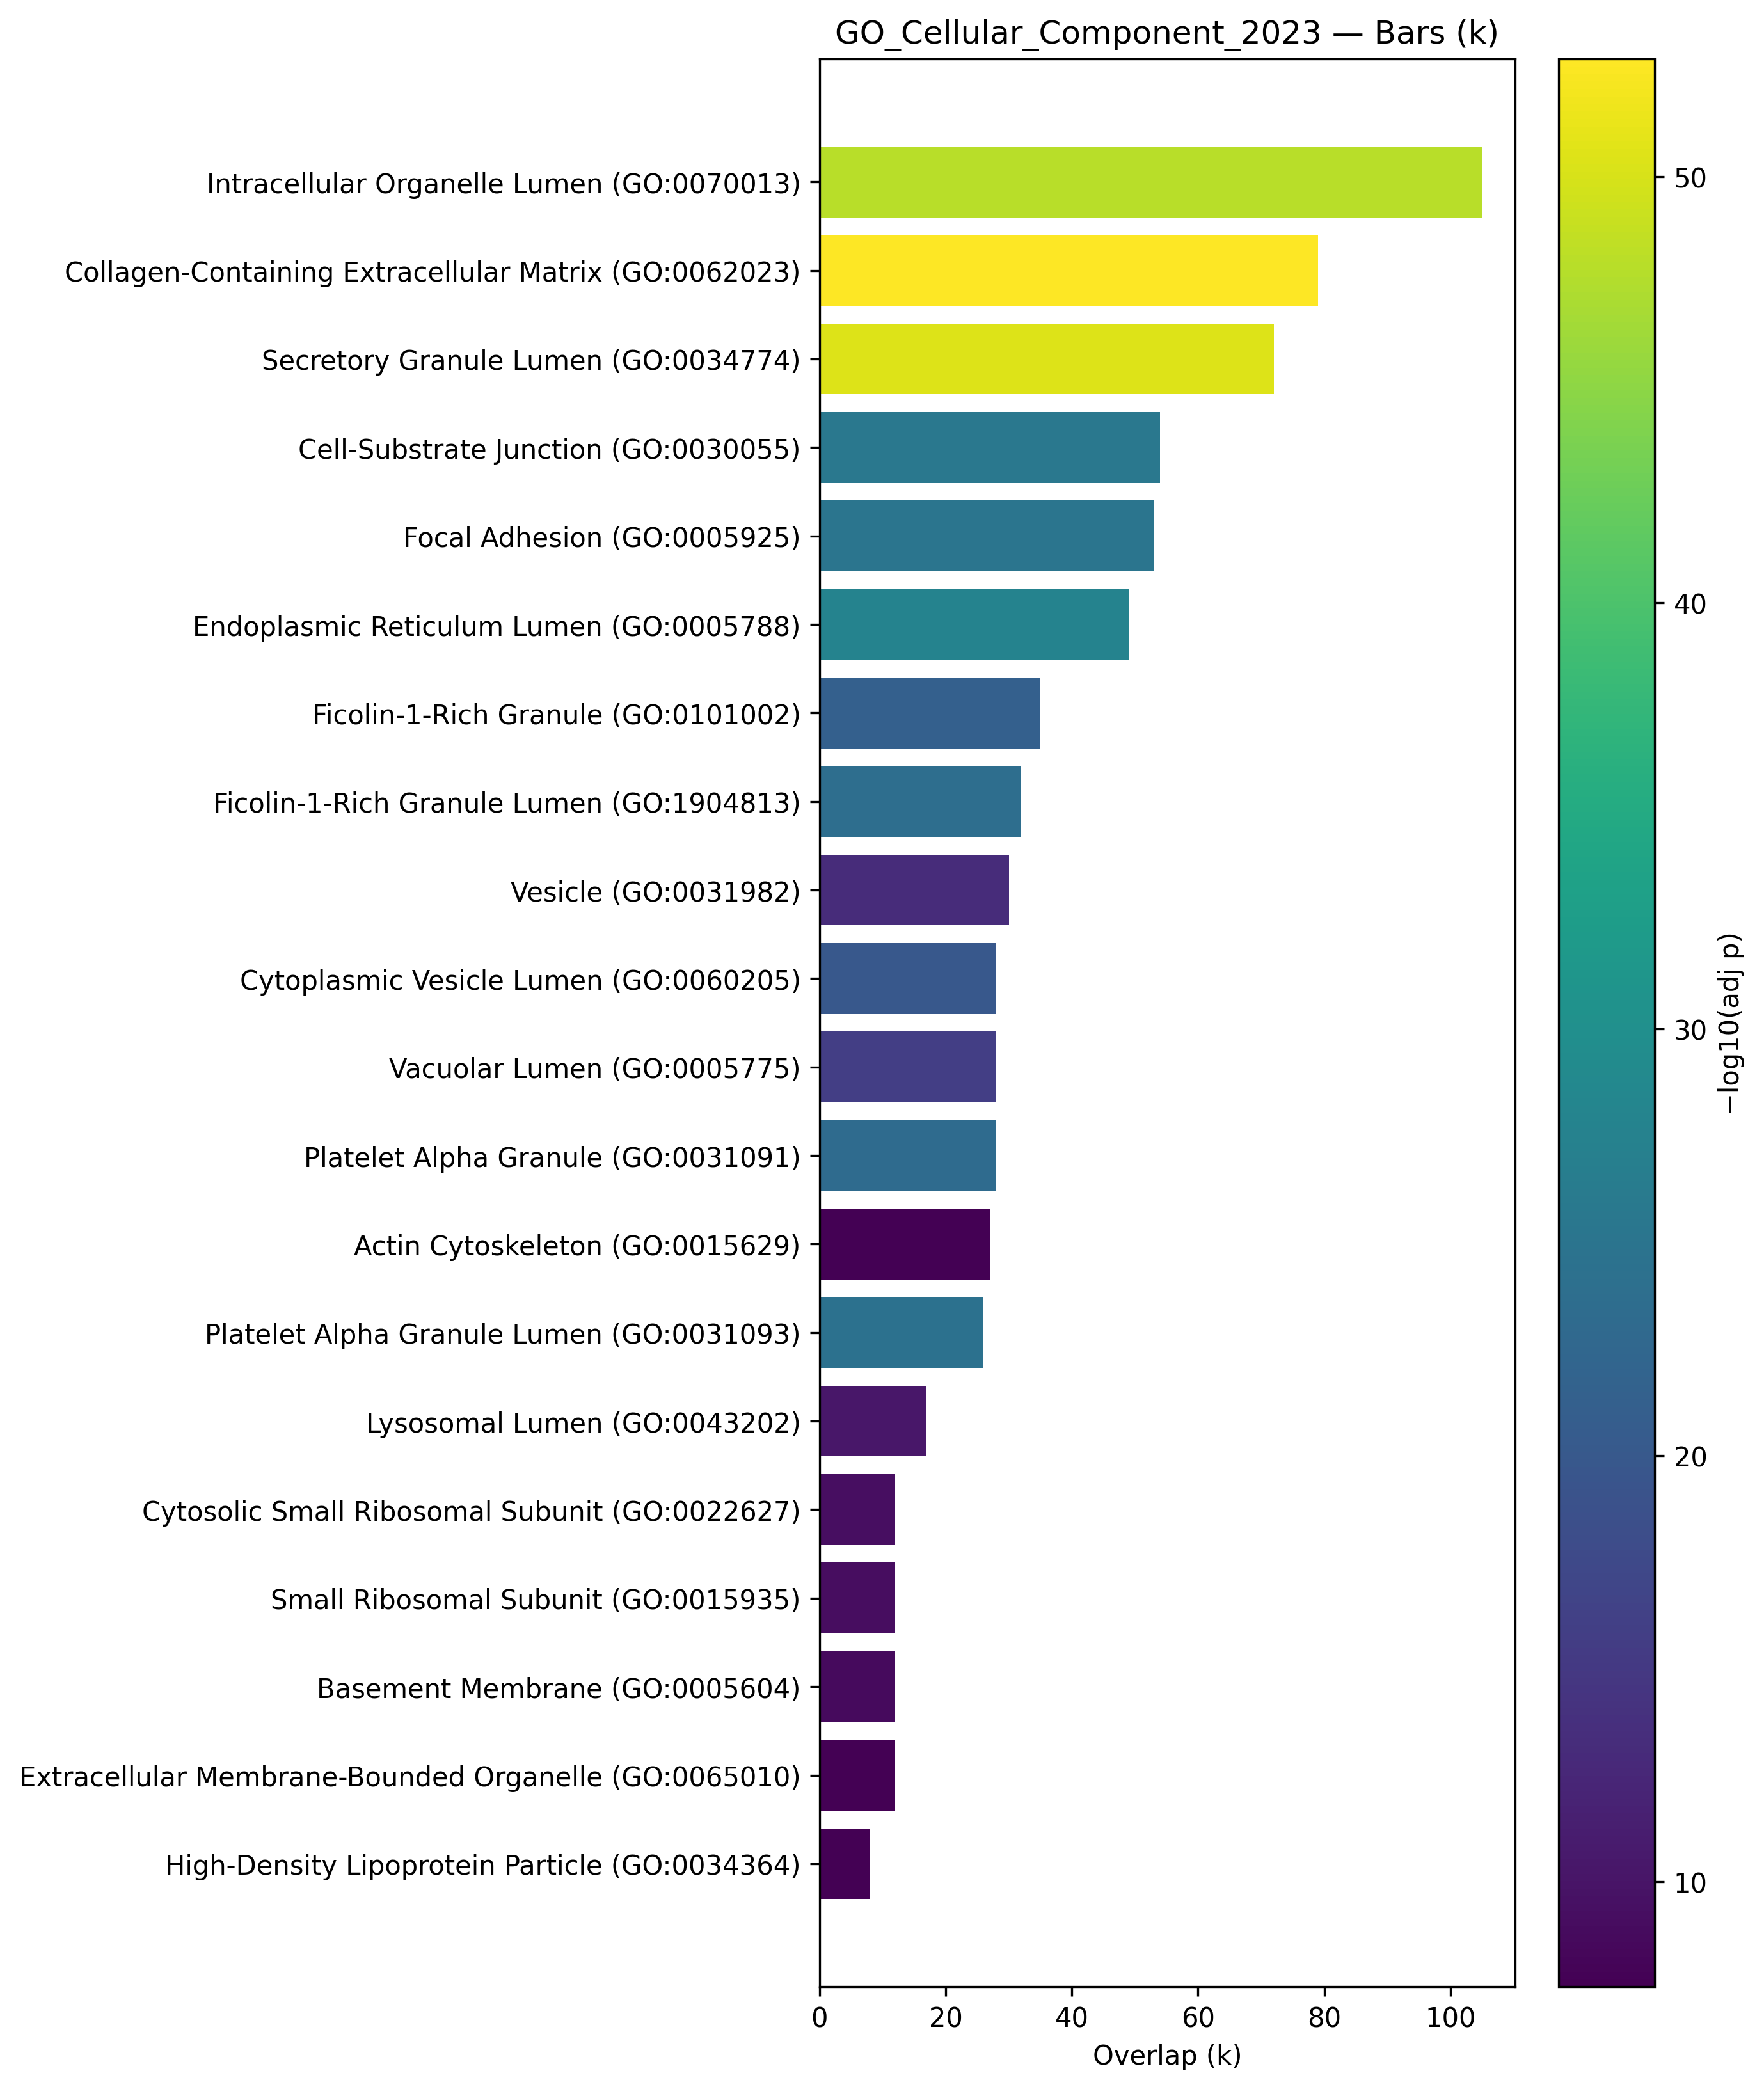 GO_Cellular_Component_2023 — Bars (k)
Intracellular Organelle Lumen (GO:0070013)
Collagen-Containing Extracellular Matrix (GO:0062023)
Secretory Granule Lumen (GO:0034774)
Cell-Substrate Junction (GO:0030055)
Focal Adhesion (GO:0005925)
Endoplasmic Reticulum Lumen (GO:0005788)
Ficolin-1-Rich Granule (GO:0101002)
Ficolin-1-Rich Granule Lumen (GO:1904813)
Vesicle (GO:0031982)
Cytoplasmic Vesicle Lumen (GO:0060205)
Vacuolar Lumen (GO:0005775)
Platelet Alpha Granule (GO:0031091)
Actin Cytoskeleton (GO:0015629)
Platelet Alpha Granule Lumen (GO:0031093)
Lysosomal Lumen (GO:0043202)
Cytosolic Small Ribosomal Subunit (GO:0022627)
Small Ribosomal Subunit (GO:0015935)
Basement Membrane (GO:0005604)
Extracellular Membrane-Bounded Organelle (GO:0065010)
High-Density Lipoprotein Particle (GO:0034364)
0 20 40 60 80 100
Overlap (k)
50
40
30
20
10
−log10(adj p)